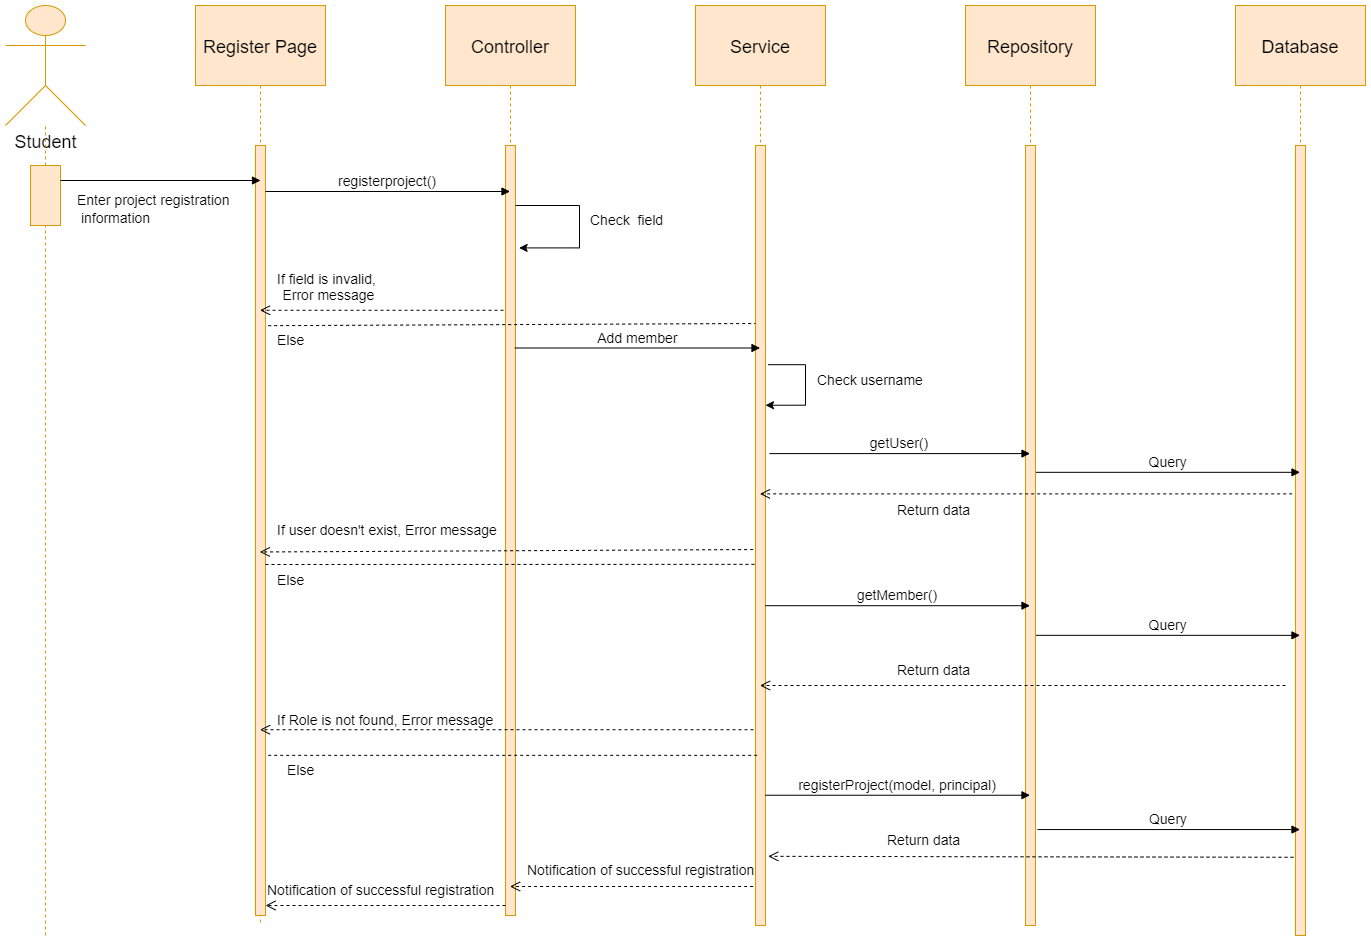 Register Page
Controller
Service
Repository
Database
Student
Enter project registration
information
registerproject()
Check field
If field is invalid,
Error message
Else
Add member
Check username
getUser()
Query
Return data
If user doesn't exist, Error message
Else
getMember()
Query
Return data
If Role is not found, Error message
Else
registerProject(model, principal)
Query
Return data
Notification of successful registration
Notification of successful registration